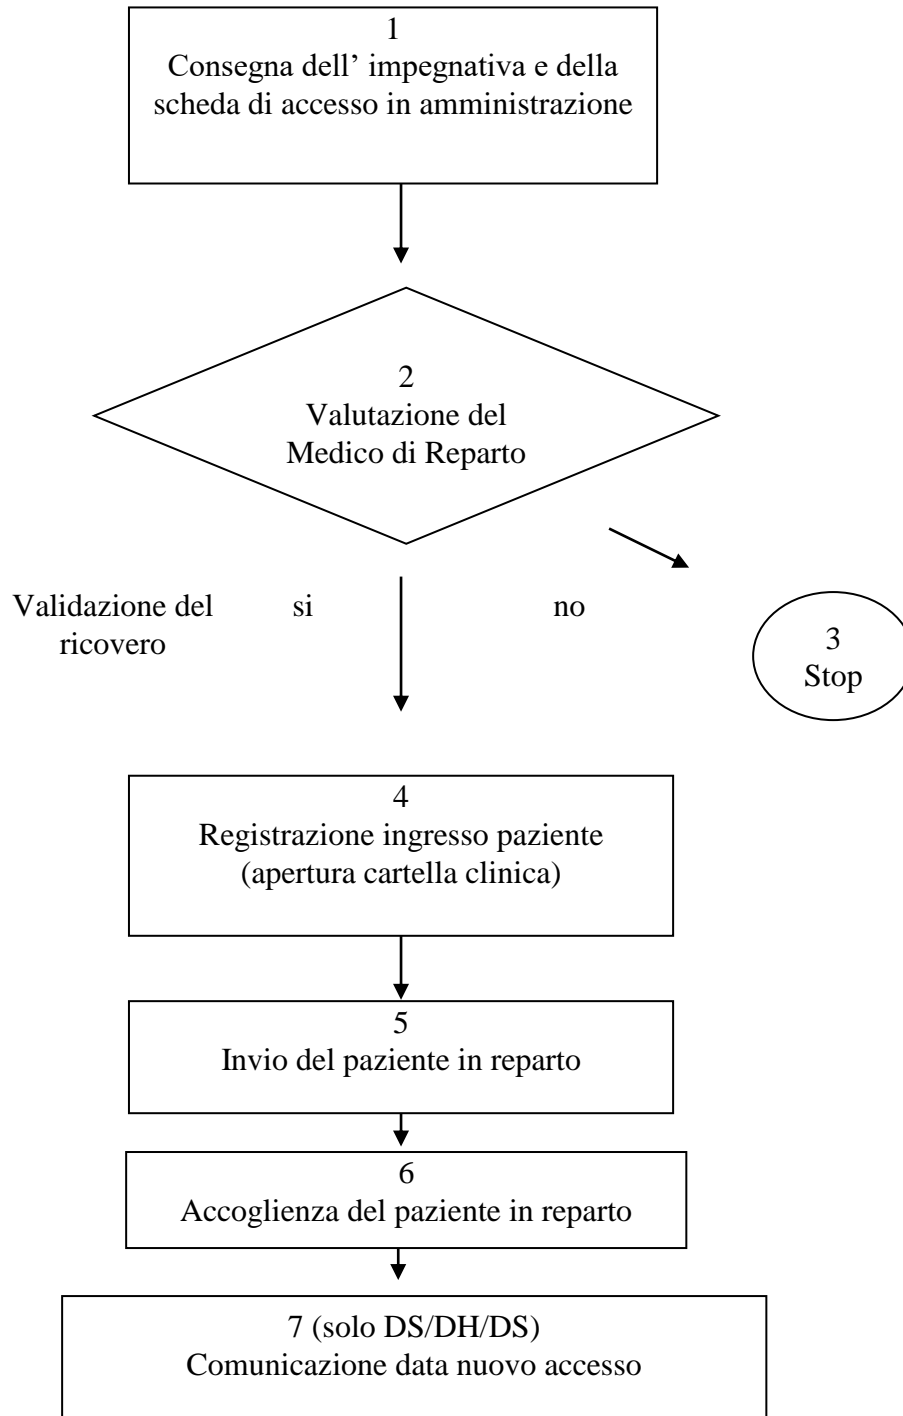 1
Consegna dell’ impegnativa e della
scheda di accesso in amministrazione
2
Valutazione del
Medico di Reparto
Validazione del
ricovero
si
no
3
Stop
4
Registrazione ingresso paziente
(apertura cartella clinica)
5
Invio del paziente in reparto
6
Accoglienza del paziente in reparto
7 (solo DS/DH/DS)
Comunicazione data nuovo accesso